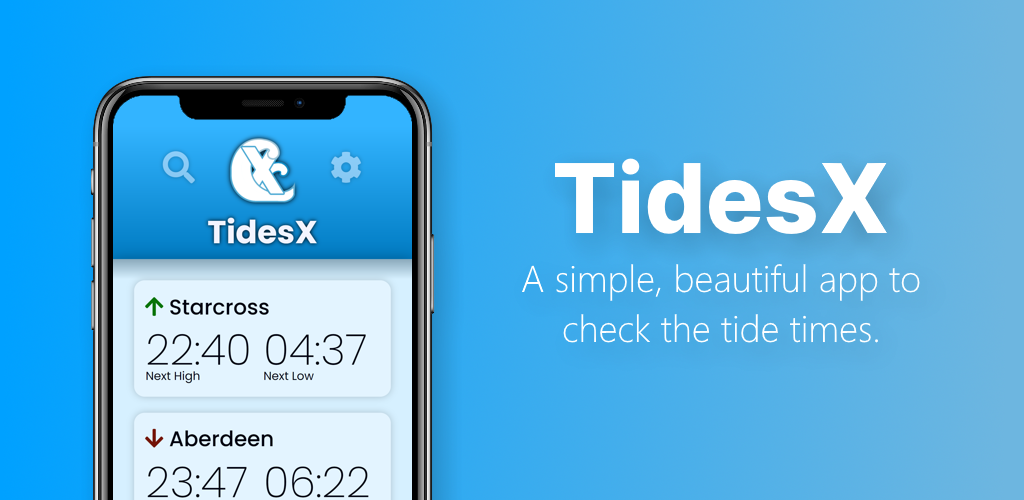 TidesX
Starcross
22:40 04:37
Next High Next Low
Aberdeen
23:47 06:22
TidesX
A simple, beautiful app to
check the tide times.